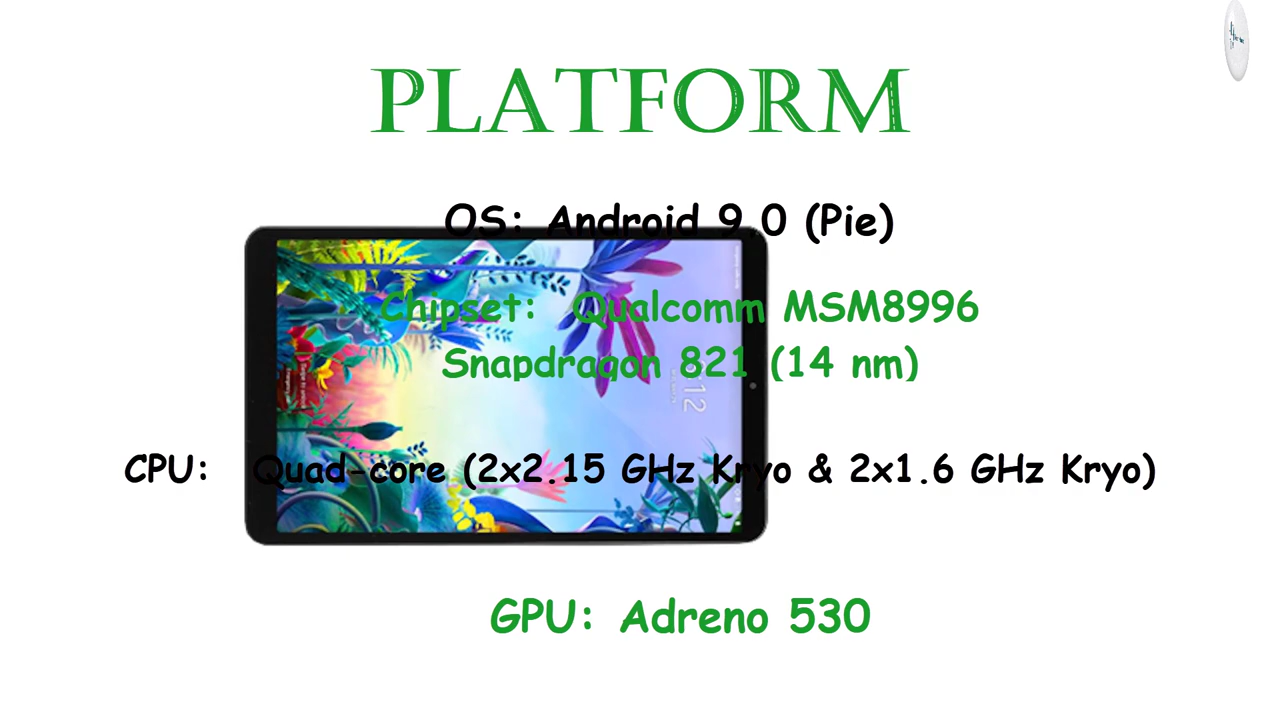 PLATFORM
OS: Android 9.0 (Pie)
Chipset: Qualcomm MSM8996
Snapdragon 821 (14 nm)
CPU: Quad-core (2x2.15 GHz Kryo & 2x1.6 GHz Kryo)
GPU: Adreno 530